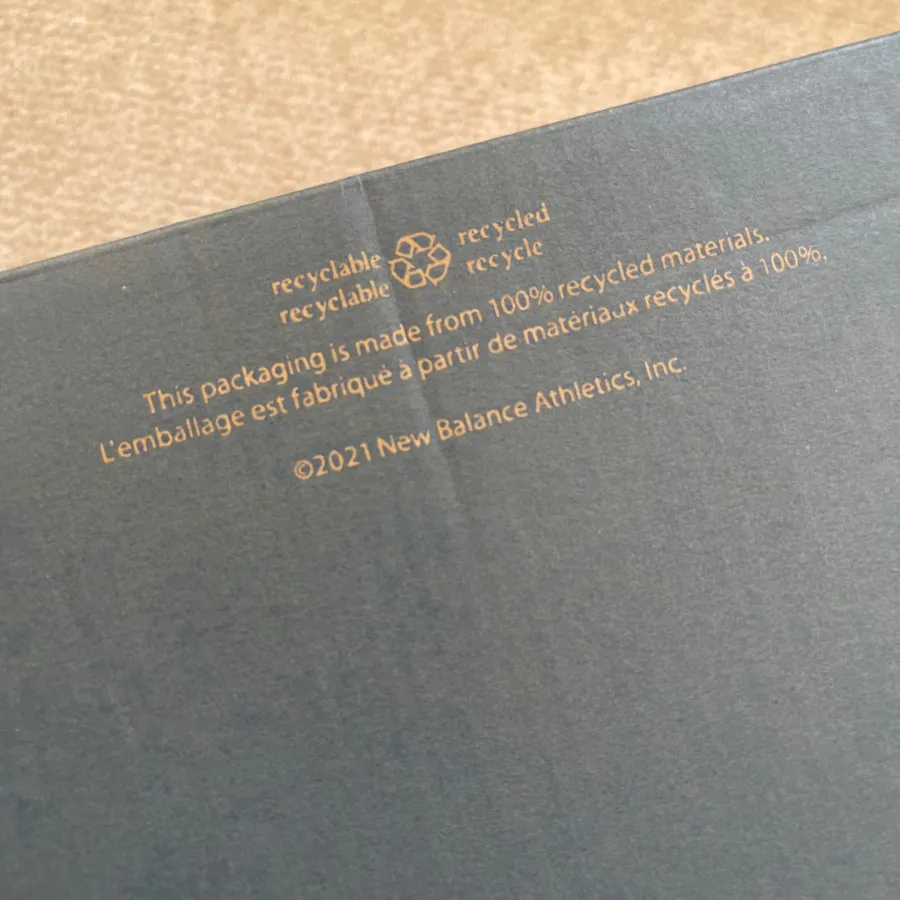 recyclable recycled
recyclable recycle
This packaging is made from 100% recycled materials.
L'emballage est fabriqué à partir de matériaux recyclés à 100%.
©2021 New Balance Athletics, Inc.